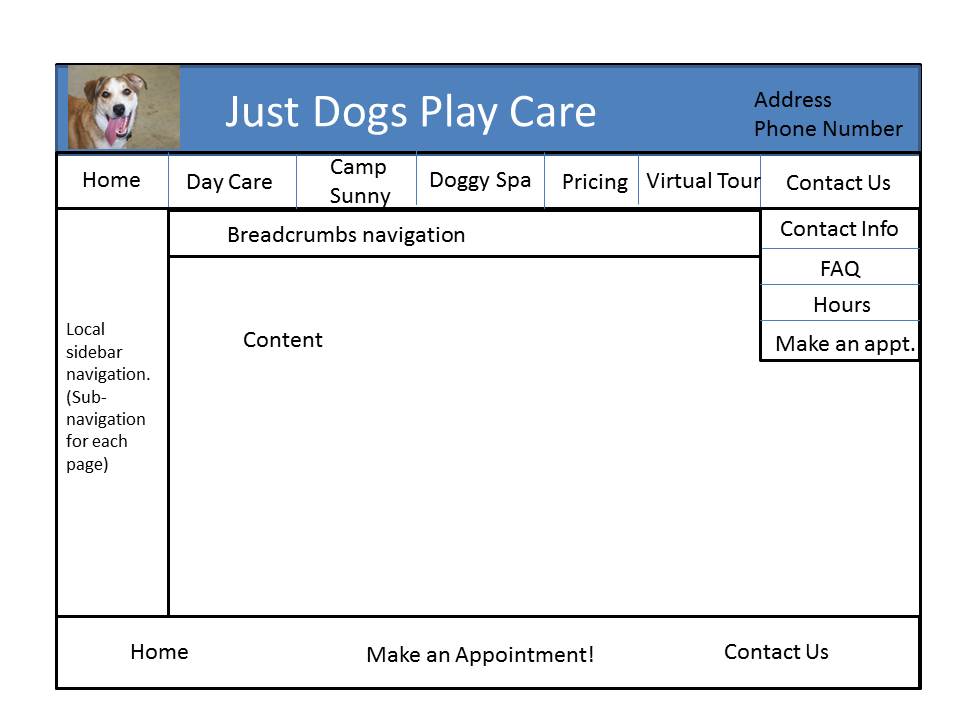 Just Dogs Play Care
Address
Phone Number
Home
Day Care
Camp
Sunny
Doggy Spa
Pricing
Virtual Tour
Contact Us
Breadcrumbs navigation
Contact Info
FAQ
Hours
Make an appt.
Local
sidebar
navigation.
(Sub-
navigation
for each
page)
Content
Home
Make an Appointment!
Contact Us